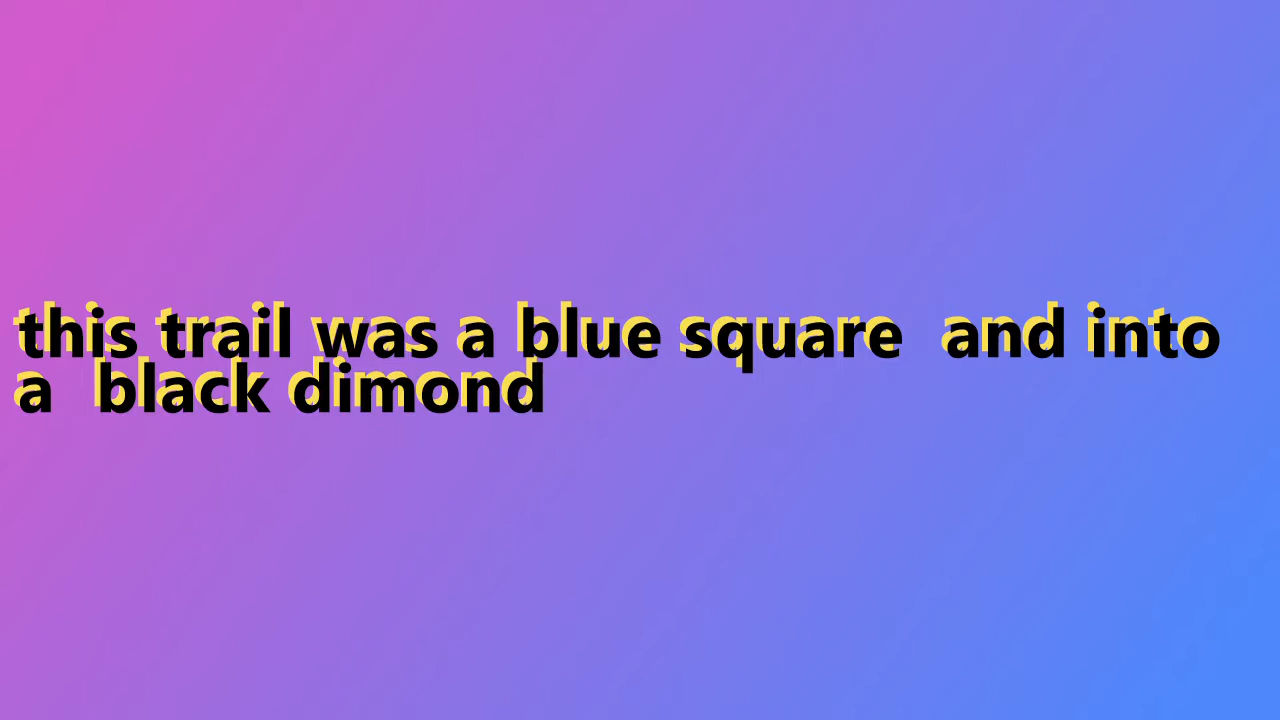 this trail was a blue square  and into
a  black dimond